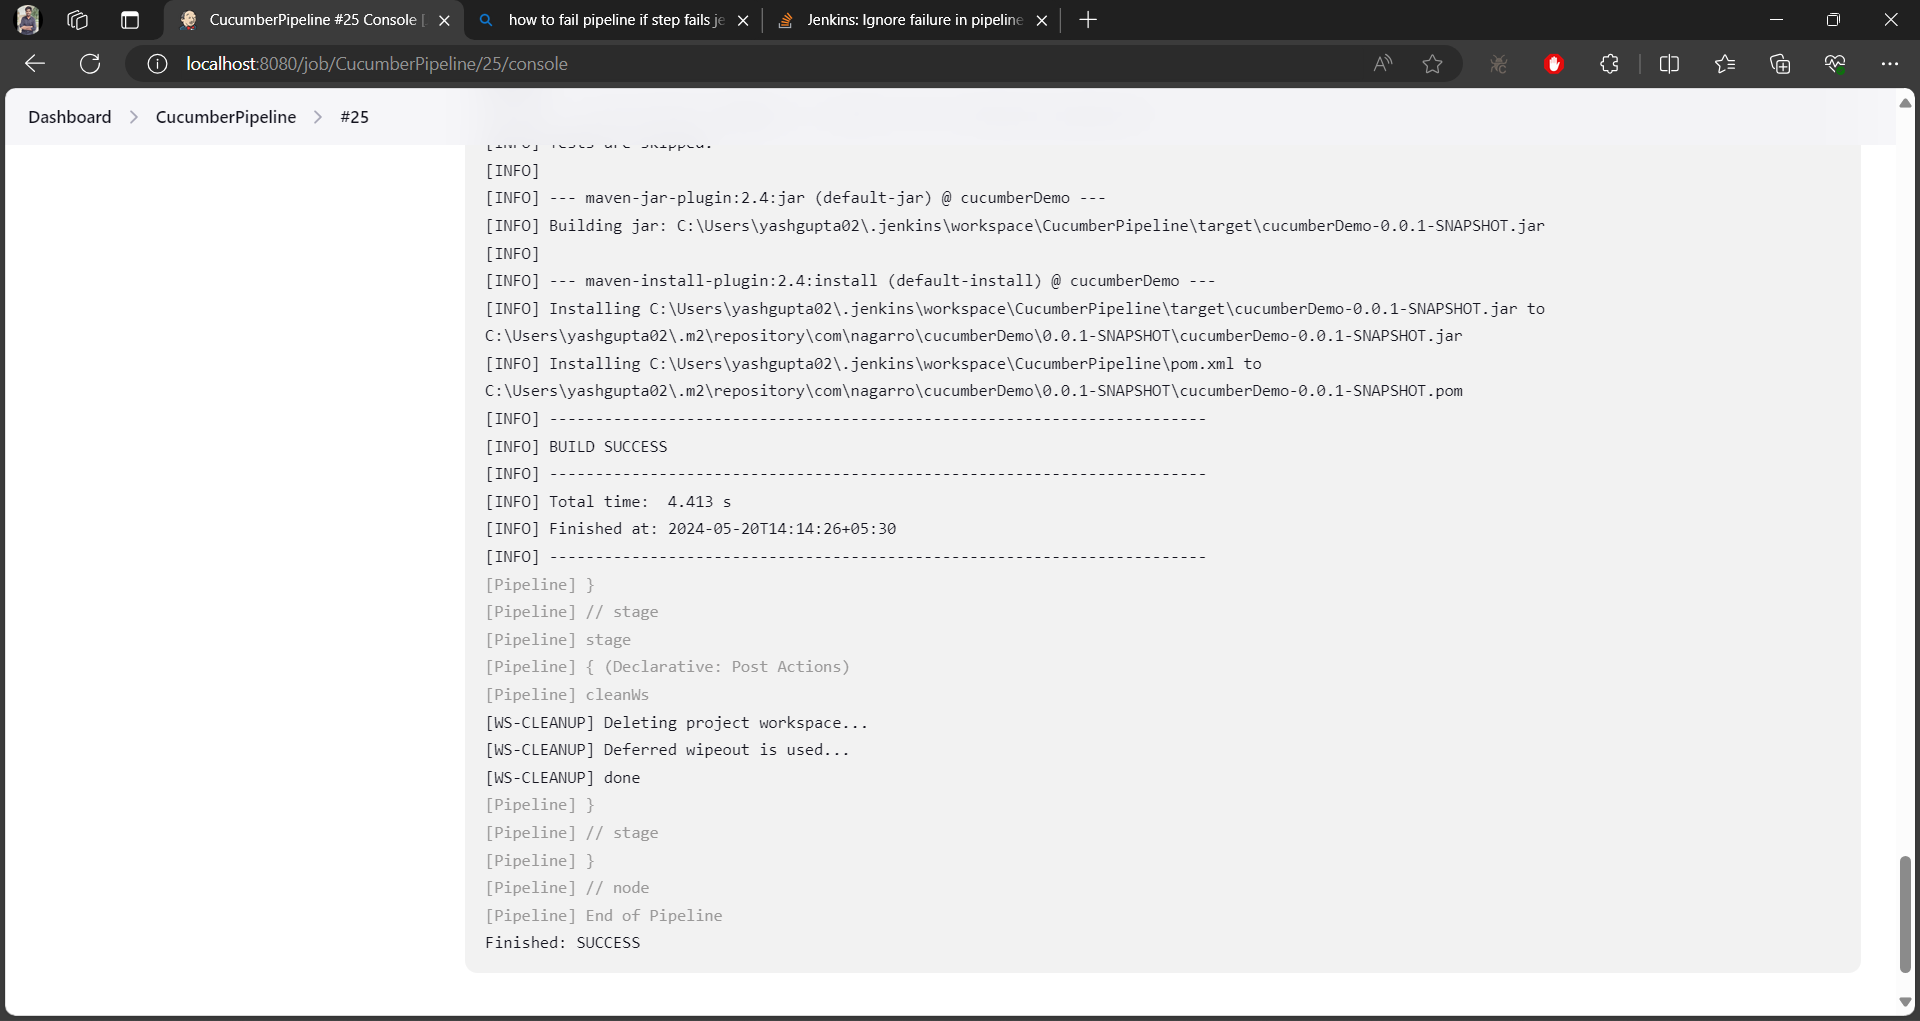 CucumberPipeline #25 Console [
how to fail pipeline if step fails je
Jenkins: Ignore failure in pipeline
localhost:8080/job/CucumberPipeline/25/console
Dashboard > CucumberPipeline > #25
[INFO] Tests are skipped.
[INFO]
[INFO] --- maven-jar-plugin:2.4:jar (default-jar) @ cucumberDemo ---
[INFO] Building jar: C:\Users\yashgupta02\.jenkins\workspace\CucumberPipeline\target\cucumberDemo-0.0.1-SNAPSHOT.jar
[INFO]
[INFO] --- maven-install-plugin:2.4:install (default-install) @ cucumberDemo ---
[INFO] Installing C:\Users\yashgupta02\.jenkins\workspace\CucumberPipeline\target\cucumberDemo-0.0.1-SNAPSHOT.jar to
C:\Users\yashgupta02\.m2\repository\com\nagarro\cucumberDemo\0.0.1-SNAPSHOT\cucumberDemo-0.0.1-SNAPSHOT.jar
[INFO] Installing C:\Users\yashgupta02\.jenkins\workspace\CucumberPipeline\pom.xml to
C:\Users\yashgupta02\.m2\repository\com\nagarro\cucumberDemo\0.0.1-SNAPSHOT\cucumberDemo-0.0.1-SNAPSHOT.pom
[INFO] ------------------------------------------------------------------------
[INFO] BUILD SUCCESS
[INFO] ------------------------------------------------------------------------
[INFO] Total time:  4.413 s
[INFO] Finished at: 2024-05-20T14:14:26+05:30
[INFO] ------------------------------------------------------------------------
[Pipeline] }
[Pipeline] // stage
[Pipeline] stage
[Pipeline] { (Declarative: Post Actions)
[Pipeline] cleanWs
[WS-CLEANUP] Deleting project workspace...
[WS-CLEANUP] Deferred wipeout is used...
[WS-CLEANUP] done
[Pipeline] }
[Pipeline] // stage
[Pipeline] }
[Pipeline] // node
[Pipeline] End of Pipeline
Finished: SUCCESS